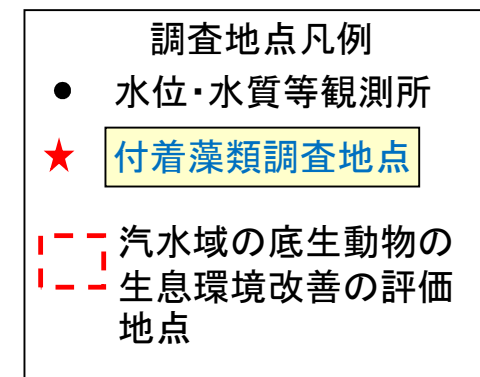 調査地点凡例
水位・水質等観測所
付着藻類調査地点
汽水域の底生動物の
生息環境改善の評価
地点